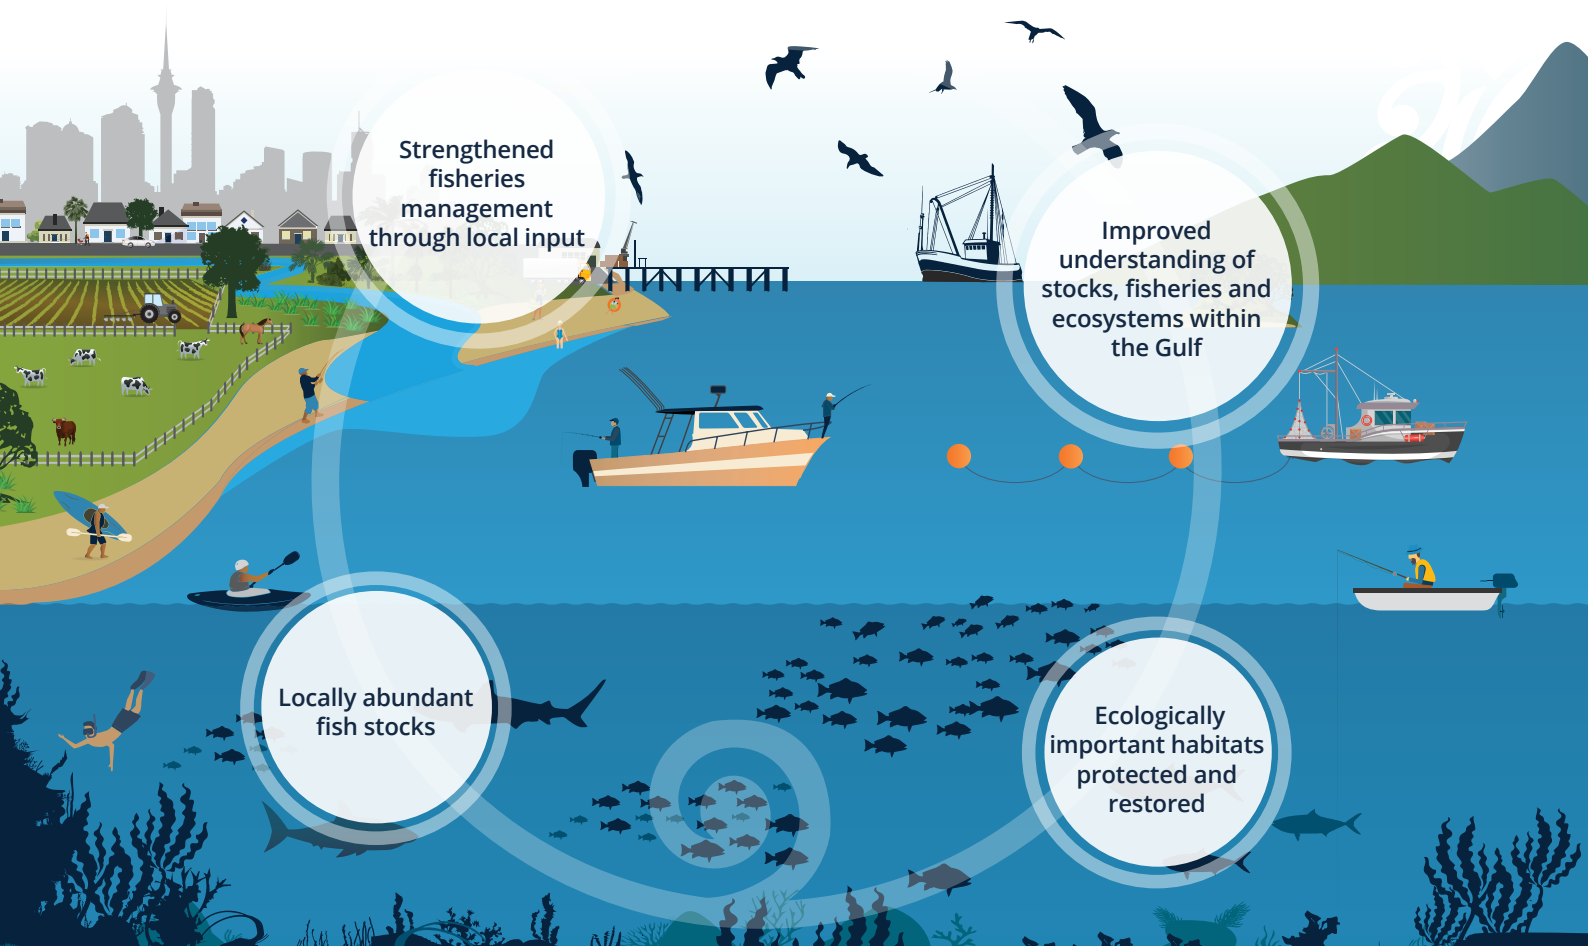 Strengthened
fisheries
management
through local input
Improved
understanding of
stocks, fisheries and
ecosystems within
the Gulf
Locally abundant
fish stocks
Ecologically
important habitats
protected and
restored